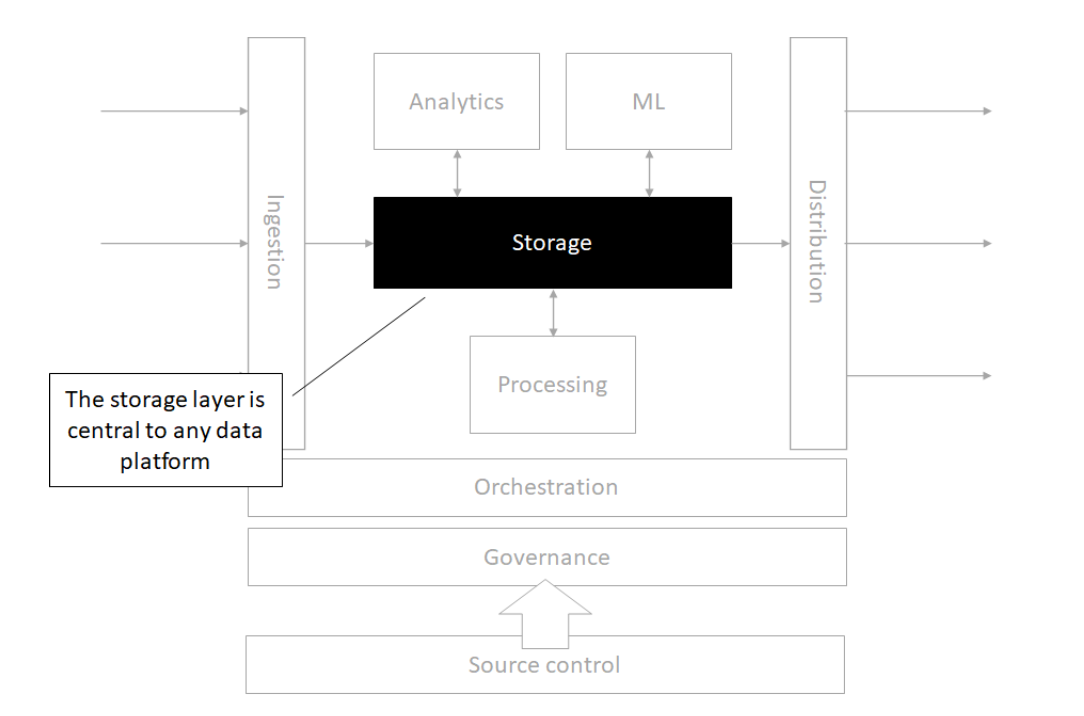 Analytics
ML
Ingestion
Storage
Distribution
Processing
The storage layer is
central to any data
platform
Orchestration
Governance
Source control